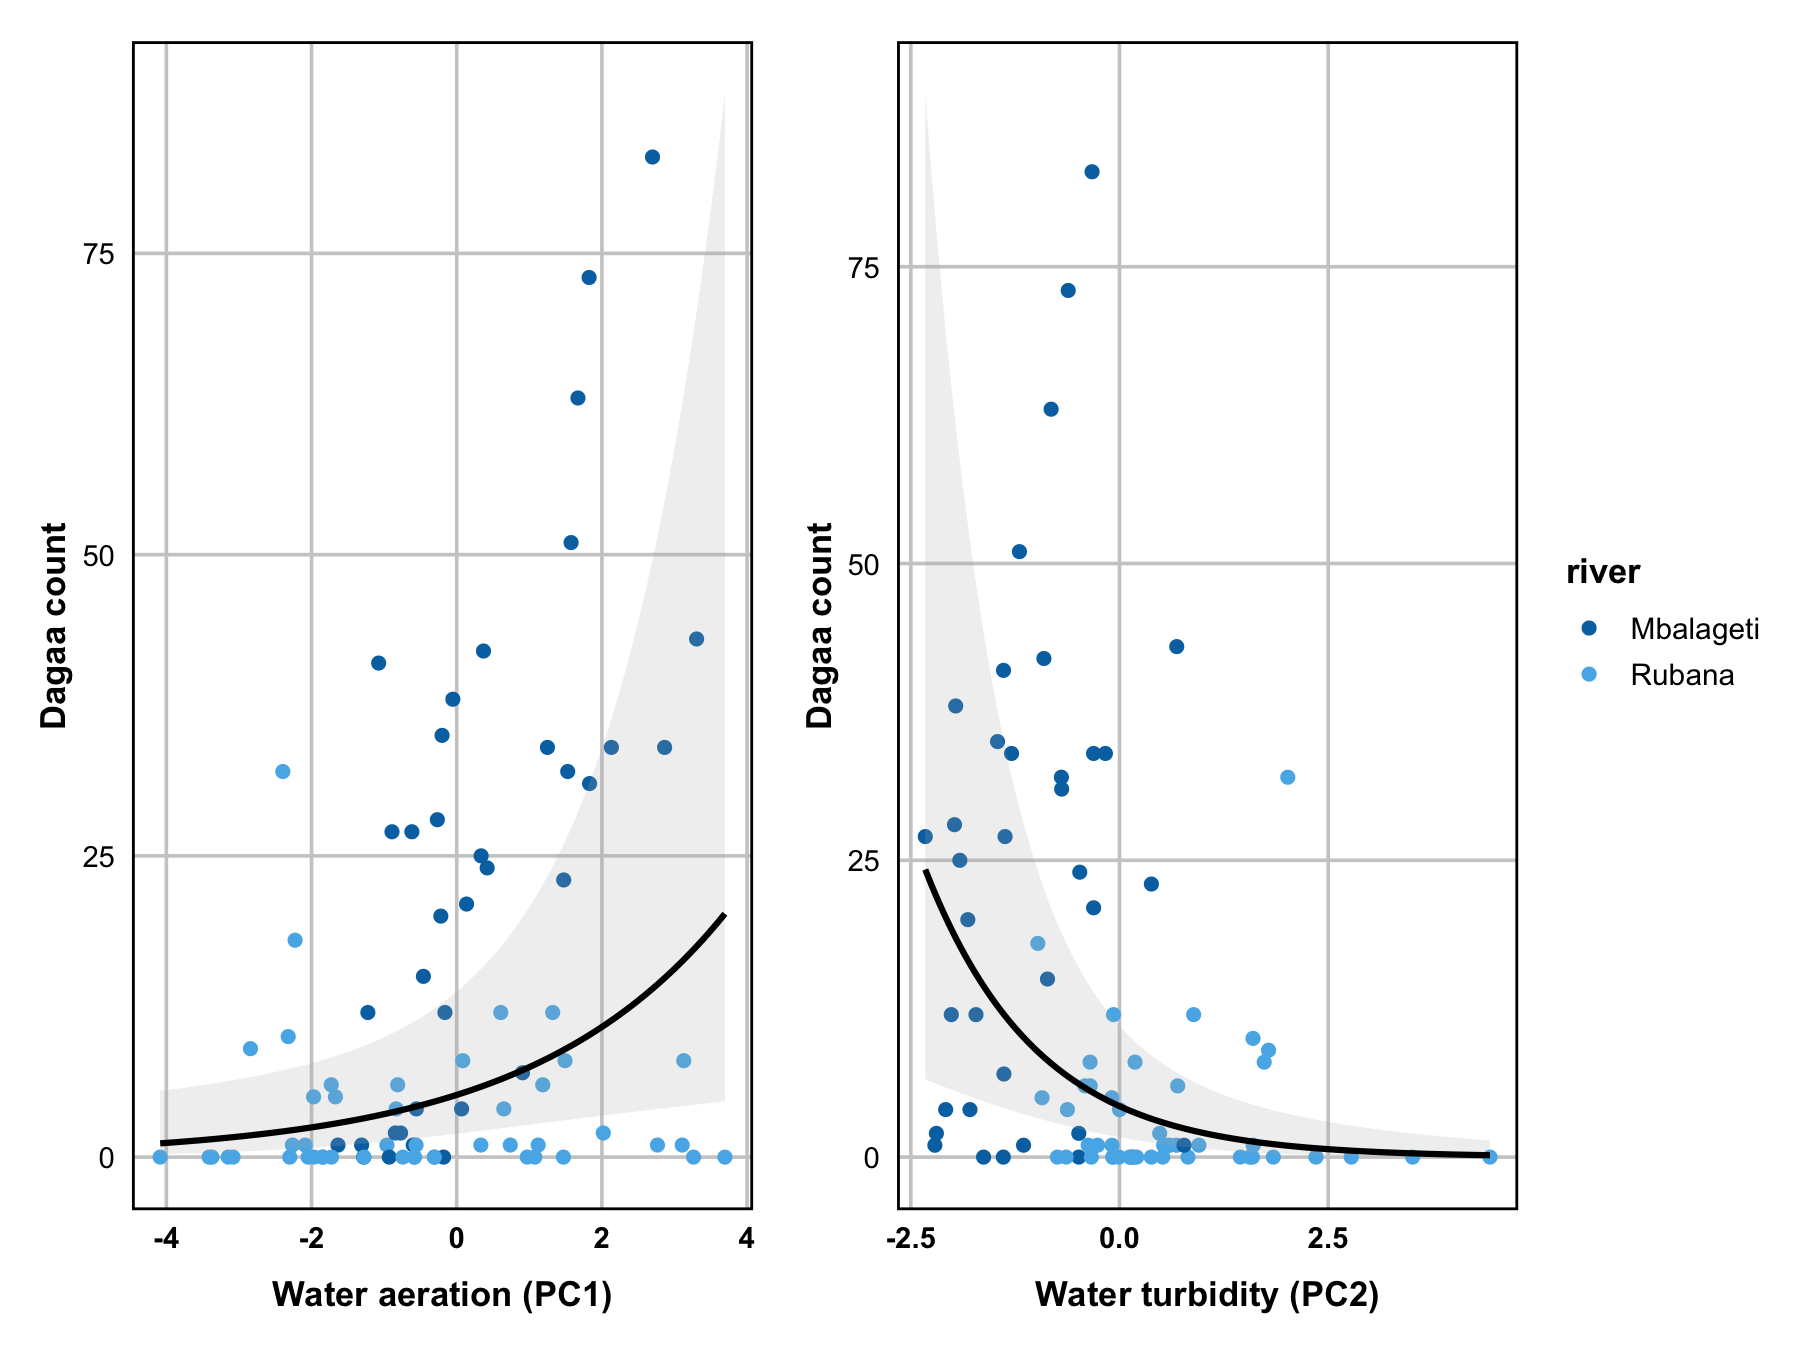 Dagaa count
75
50
25
0
-4 -2 0 2 4
Water aeration (PC1)
Dagaa count
75
50
25
0
-2.5 0.0 2.5
Water turbidity (PC2)
river
Mbalageti
Rubana